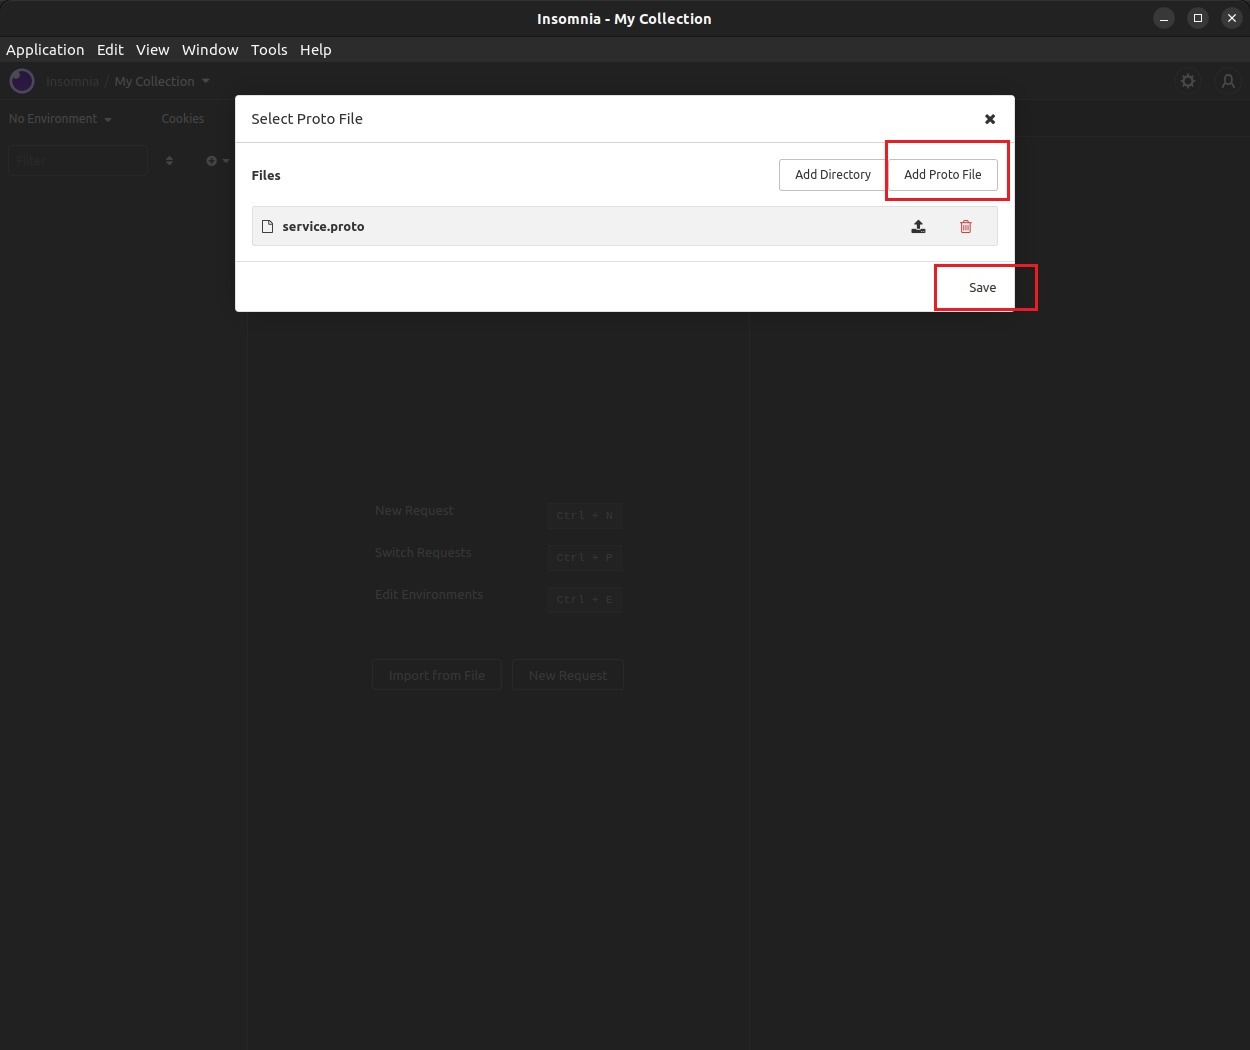 Insomnia - My Collection
Application Edit View Window Tools Help
Insomnia / My Collection
No Environment Cookies
Filter
Select Proto File
Files Add Directory Add Proto File
service.proto
Save
New Request Ctrl + N
Switch Requests Ctrl + P
Edit Environments Ctrl + E
Import from File New Request